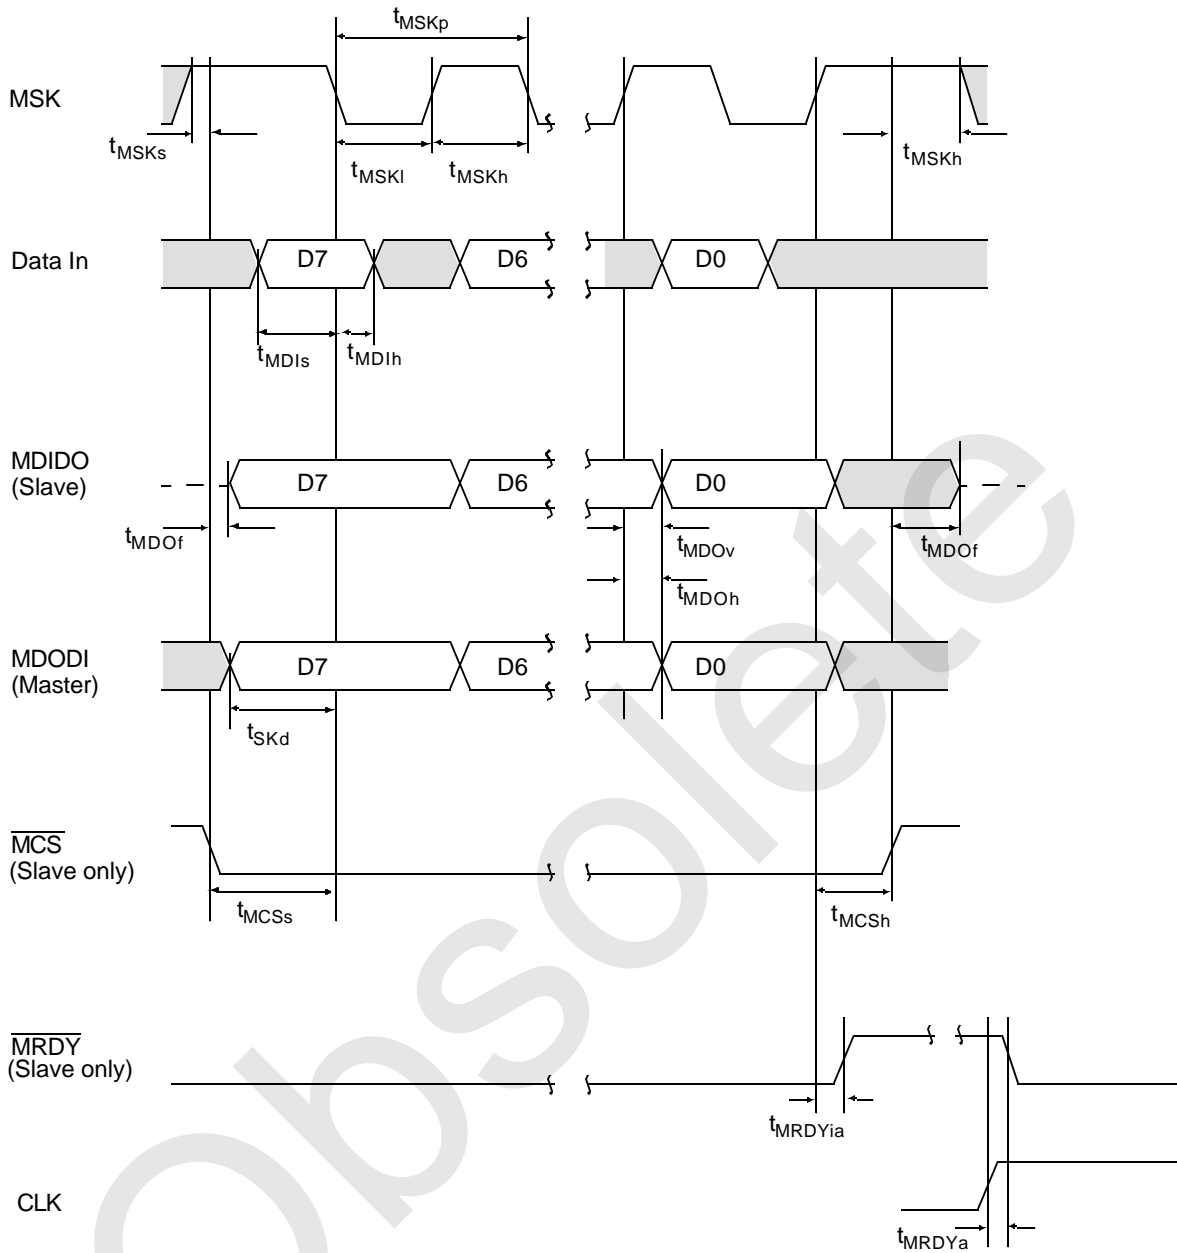 tMSKp
MSK
tMSKs
tMSKl
tMSKh
tMSKh
Data In
D7
D6
D0
tMDIs
tMDIh
MDIDO
(Slave)
D7
D6
D0
tMDOf
tMDOv
tMDOf
tMDOh
MDODI
(Master)
D7
D6
D0
tSKd
MCS
(Slave only)
tMCSs
tMCSh
MRDY
(Slave only)
tMRDYia
CLK
tMRDYa
Obsolete